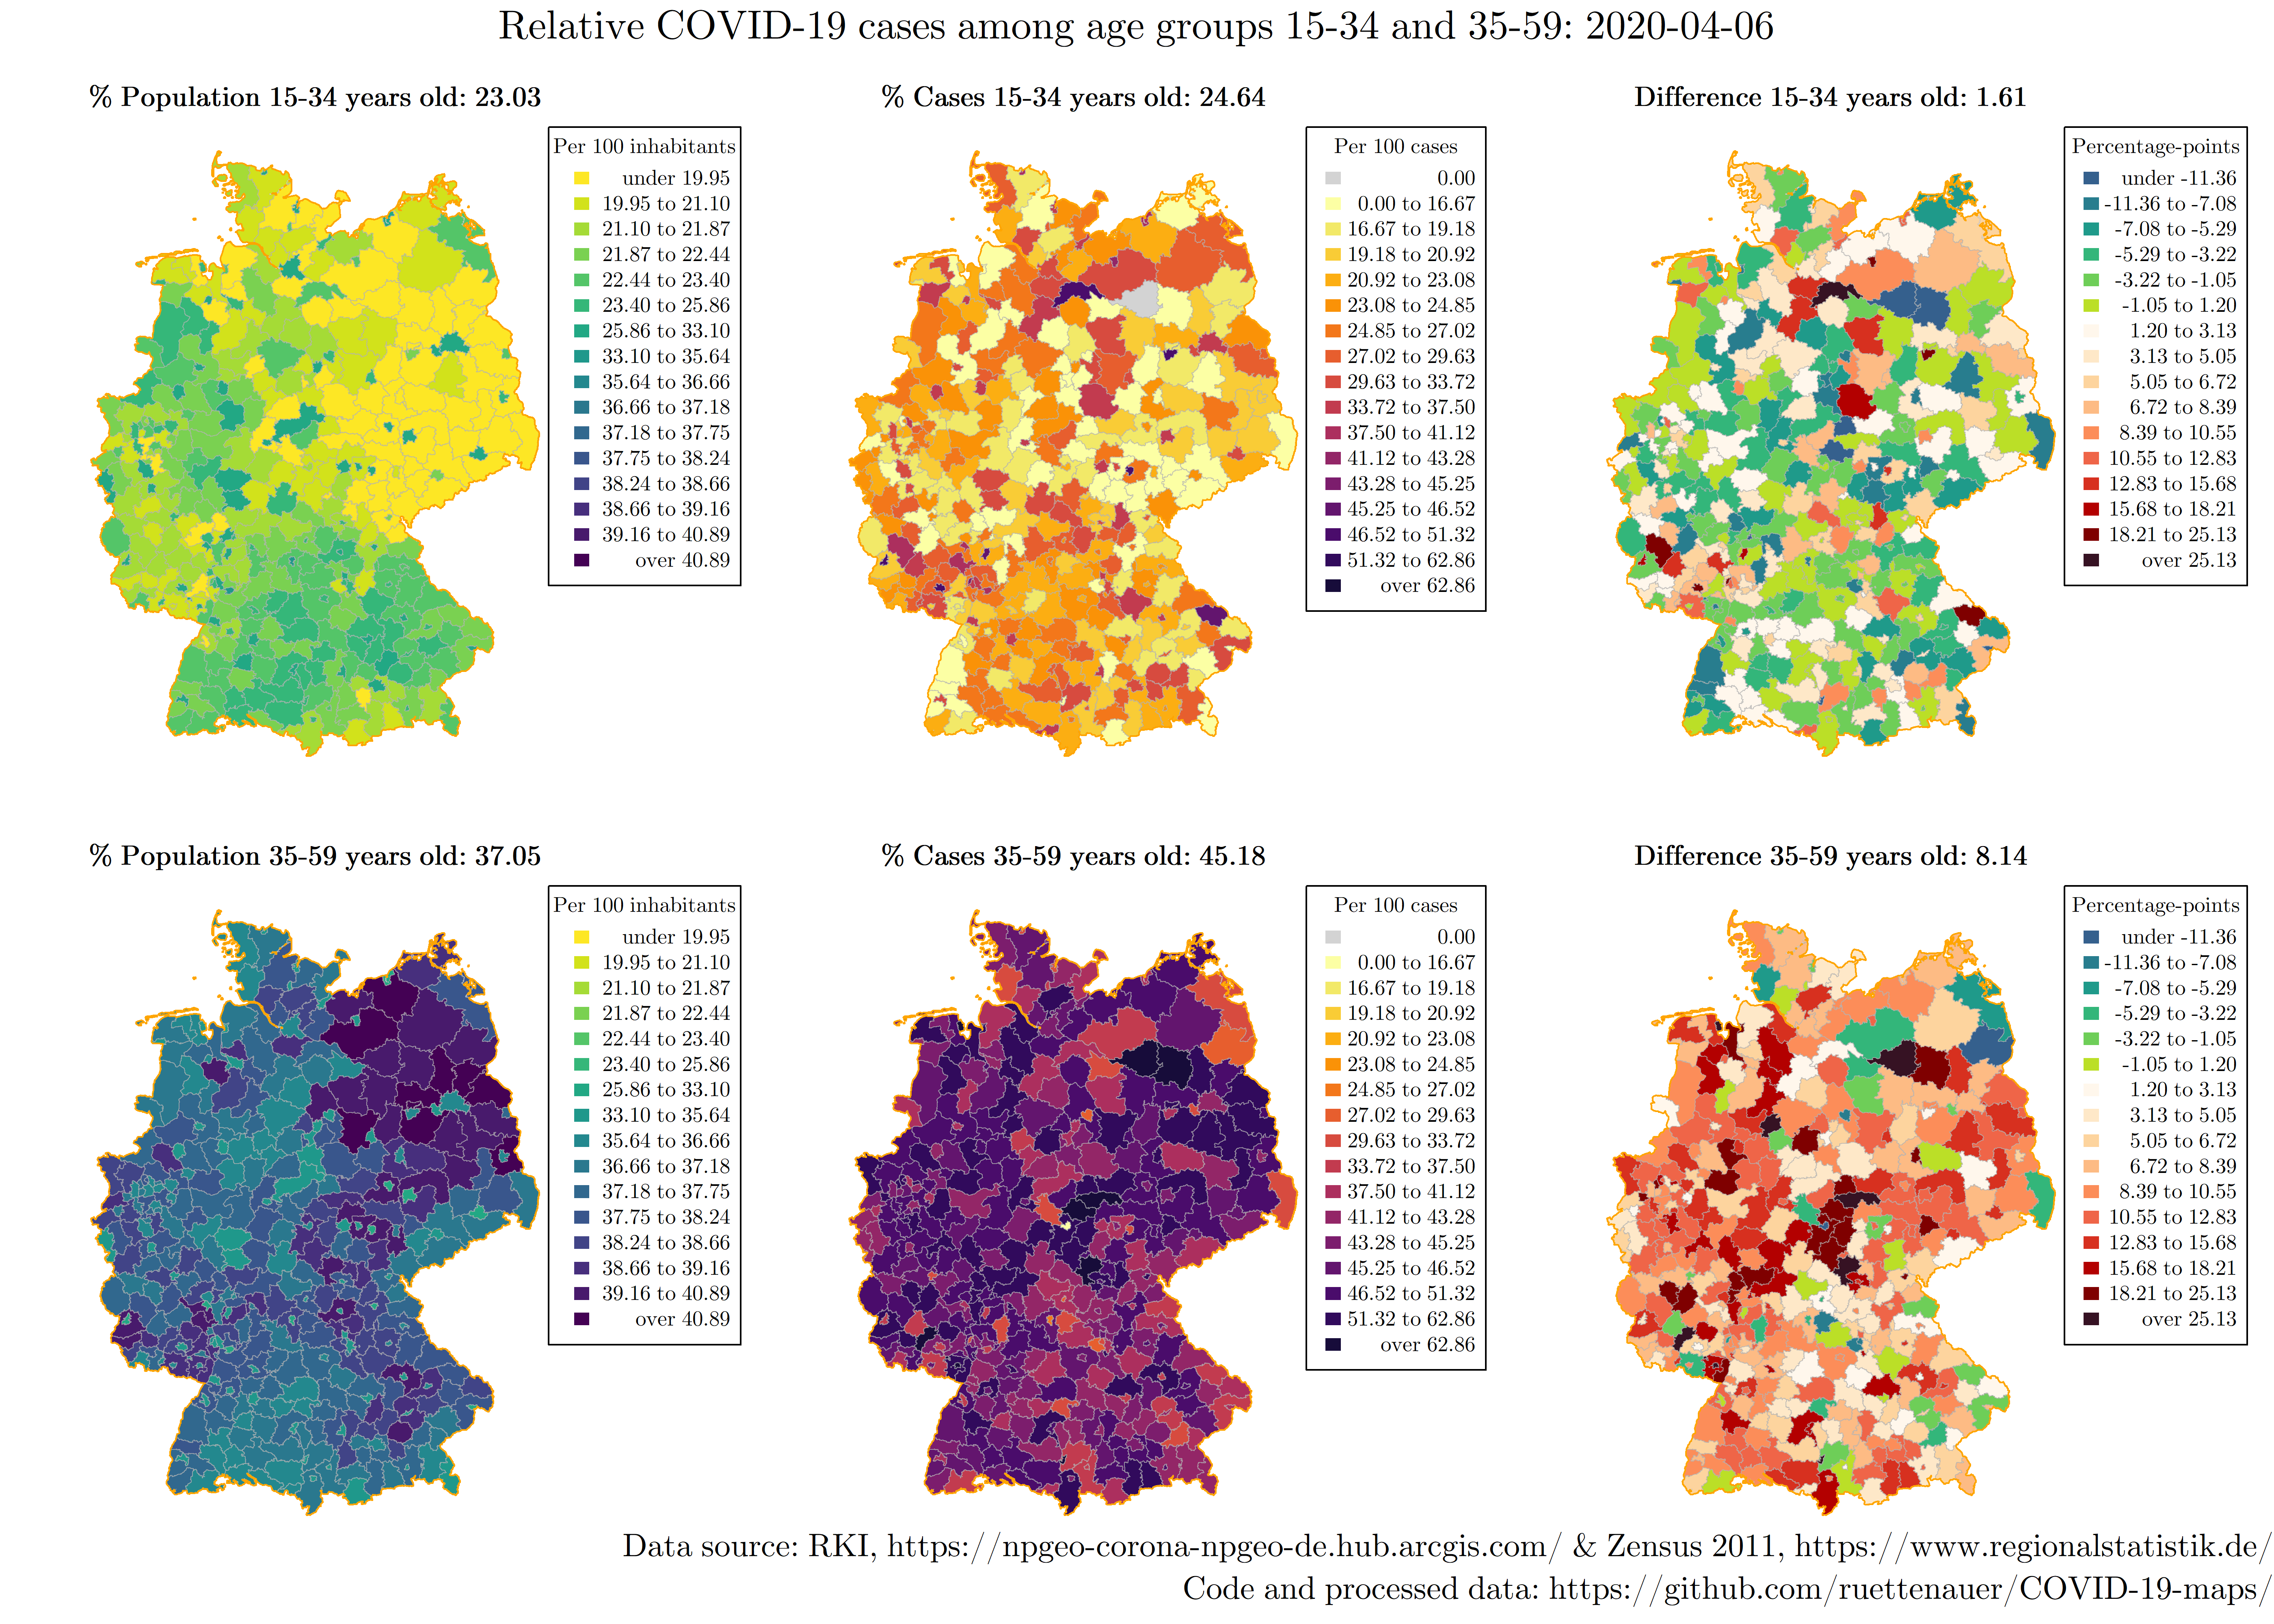 Relative COVID-19 cases among age groups 15-34 and 35-59: 2020-04-06
% Population 15-34 years old: 23.03
Per 100 inhabitants
under 19.95
19.95 to 21.10
21.10 to 21.87
21.87 to 22.44
22.44 to 23.40
23.40 to 25.86
25.86 to 33.10
33.10 to 35.64
35.64 to 36.66
36.66 to 37.18
37.18 to 37.75
37.75 to 38.24
38.24 to 38.66
38.66 to 39.16
39.16 to 40.89
over 40.89
% Cases 15-34 years old: 24.64
Per 100 cases
0.00
0.00 to 16.67
16.67 to 19.18
19.18 to 20.92
20.92 to 23.08
23.08 to 24.85
24.85 to 27.02
27.02 to 29.63
29.63 to 33.72
33.72 to 37.50
37.50 to 41.12
41.12 to 43.28
43.28 to 45.25
45.25 to 46.52
46.52 to 51.32
51.32 to 62.86
over 62.86
Difference 15-34 years old: 1.61
Percentage-points
under -11.36
-11.36 to -7.08
-7.08 to -5.29
-5.29 to -3.22
-3.22 to -1.05
-1.05 to 1.20
1.20 to 3.13
3.13 to 5.05
5.05 to 6.72
6.72 to 8.39
8.39 to 10.55
10.55 to 12.83
12.83 to 15.68
15.68 to 18.21
18.21 to 25.13
over 25.13
% Population 35-59 years old: 37.05
Per 100 inhabitants
under 19.95
19.95 to 21.10
21.10 to 21.87
21.87 to 22.44
22.44 to 23.40
23.40 to 25.86
25.86 to 33.10
33.10 to 35.64
35.64 to 36.66
36.66 to 37.18
37.18 to 37.75
37.75 to 38.24
38.24 to 38.66
38.66 to 39.16
39.16 to 40.89
over 40.89
% Cases 35-59 years old: 45.18
Per 100 cases
0.00
0.00 to 16.67
16.67 to 19.18
19.18 to 20.92
20.92 to 23.08
23.08 to 24.85
24.85 to 27.02
27.02 to 29.63
29.63 to 33.72
33.72 to 37.50
37.50 to 41.12
41.12 to 43.28
43.28 to 45.25
45.25 to 46.52
46.52 to 51.32
51.32 to 62.86
over 62.86
Difference 35-59 years old: 8.14
Percentage-points
under -11.36
-11.36 to -7.08
-7.08 to -5.29
-5.29 to -3.22
-3.22 to -1.05
-1.05 to 1.20
1.20 to 3.13
3.13 to 5.05
5.05 to 6.72
6.72 to 8.39
8.39 to 10.55
10.55 to 12.83
12.83 to 15.68
15.68 to 18.21
18.21 to 25.13
over 25.13
Data source: RKI, https://npgeo-corona-npgeo-de.hub.arcgis.com/ & Zensus 2011, https://www.regionalstatistik.de/
Code and processed data: https://github.com/ruettenauer/COVID-19-maps/